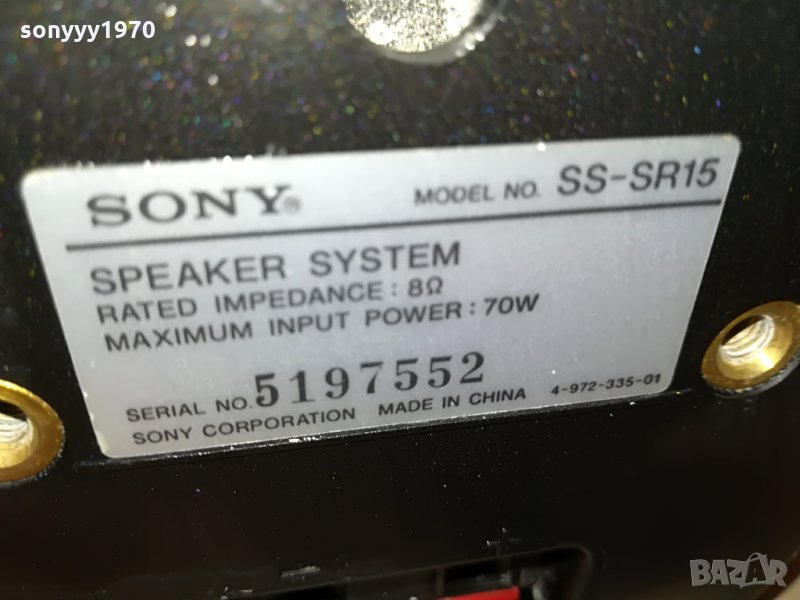 sonyyy1970
SONY®
MODEL NO. SS-SR15
SPEAKER SYSTEM
RATED IMPEDANCE : 8Ω
MAXIMUM INPUT POWER : 70W
SERIAL NO. 5197552
SONY CORPORATION MADE IN CHINA 4-972-335-01
BAZAR